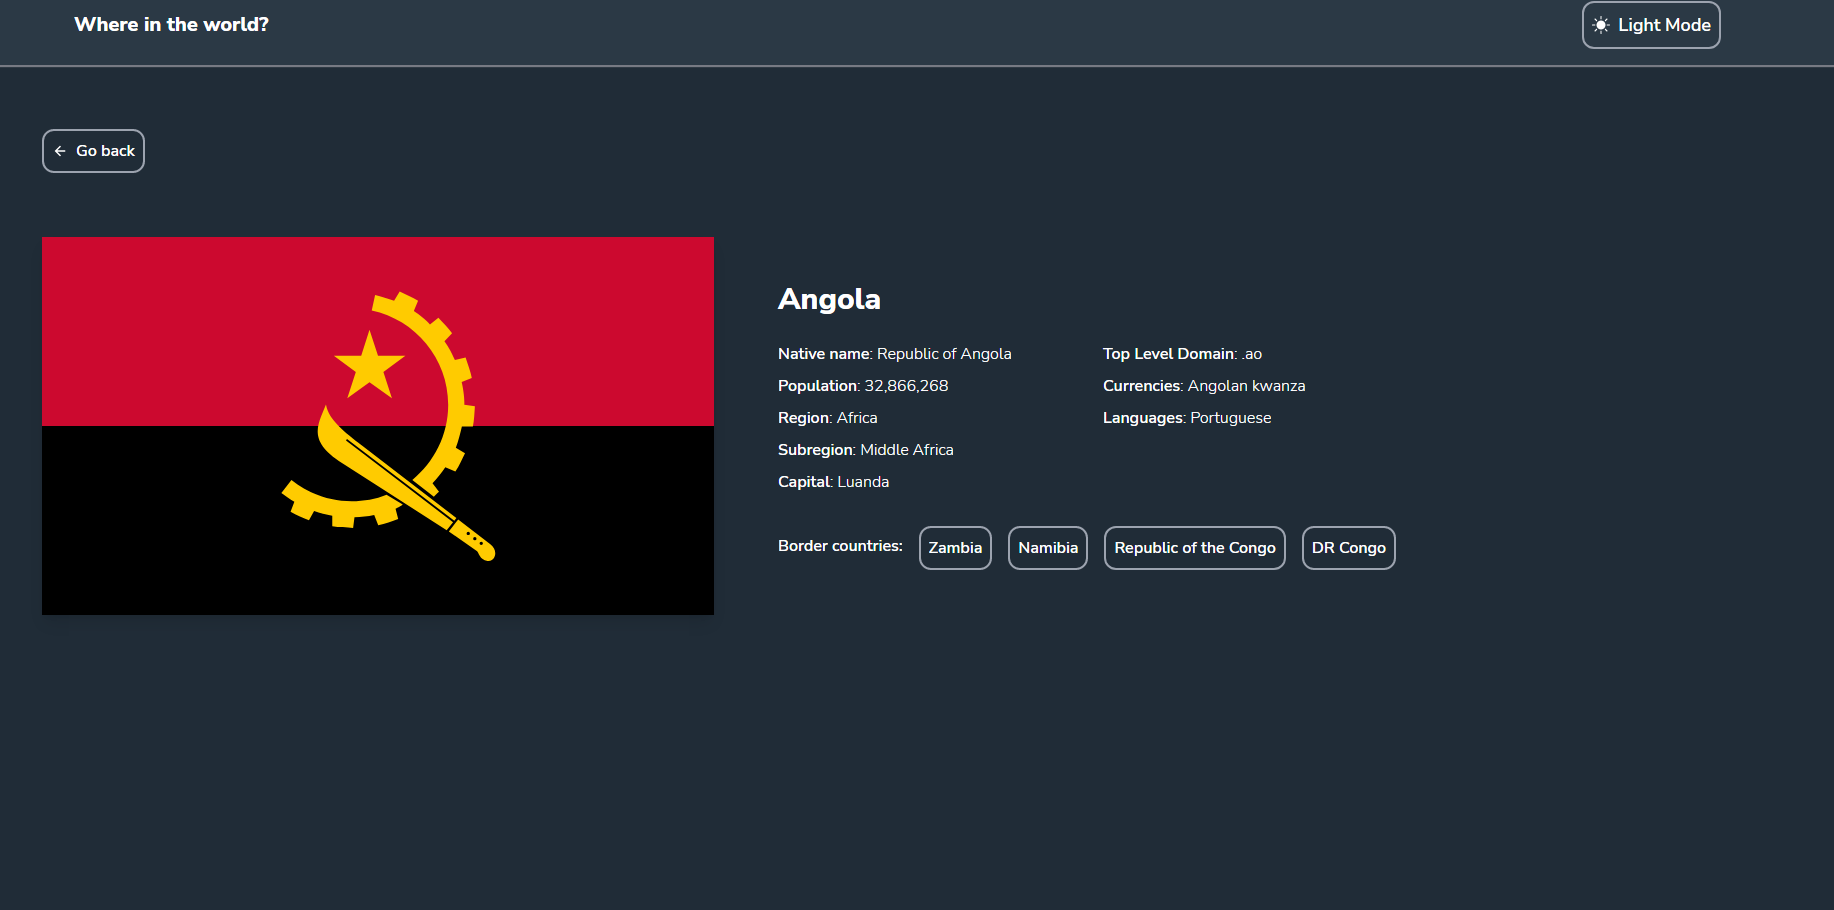 Where in the world?
Light Mode
Go back
Angola
Native name: Republic of Angola
Population: 32,866,268
Region: Africa
Subregion: Middle Africa
Capital: Luanda
Top Level Domain: .ao
Currencies: Angolan kwanza
Languages: Portuguese
Border countries: Zambia Namibia Republic of the Congo DR Congo